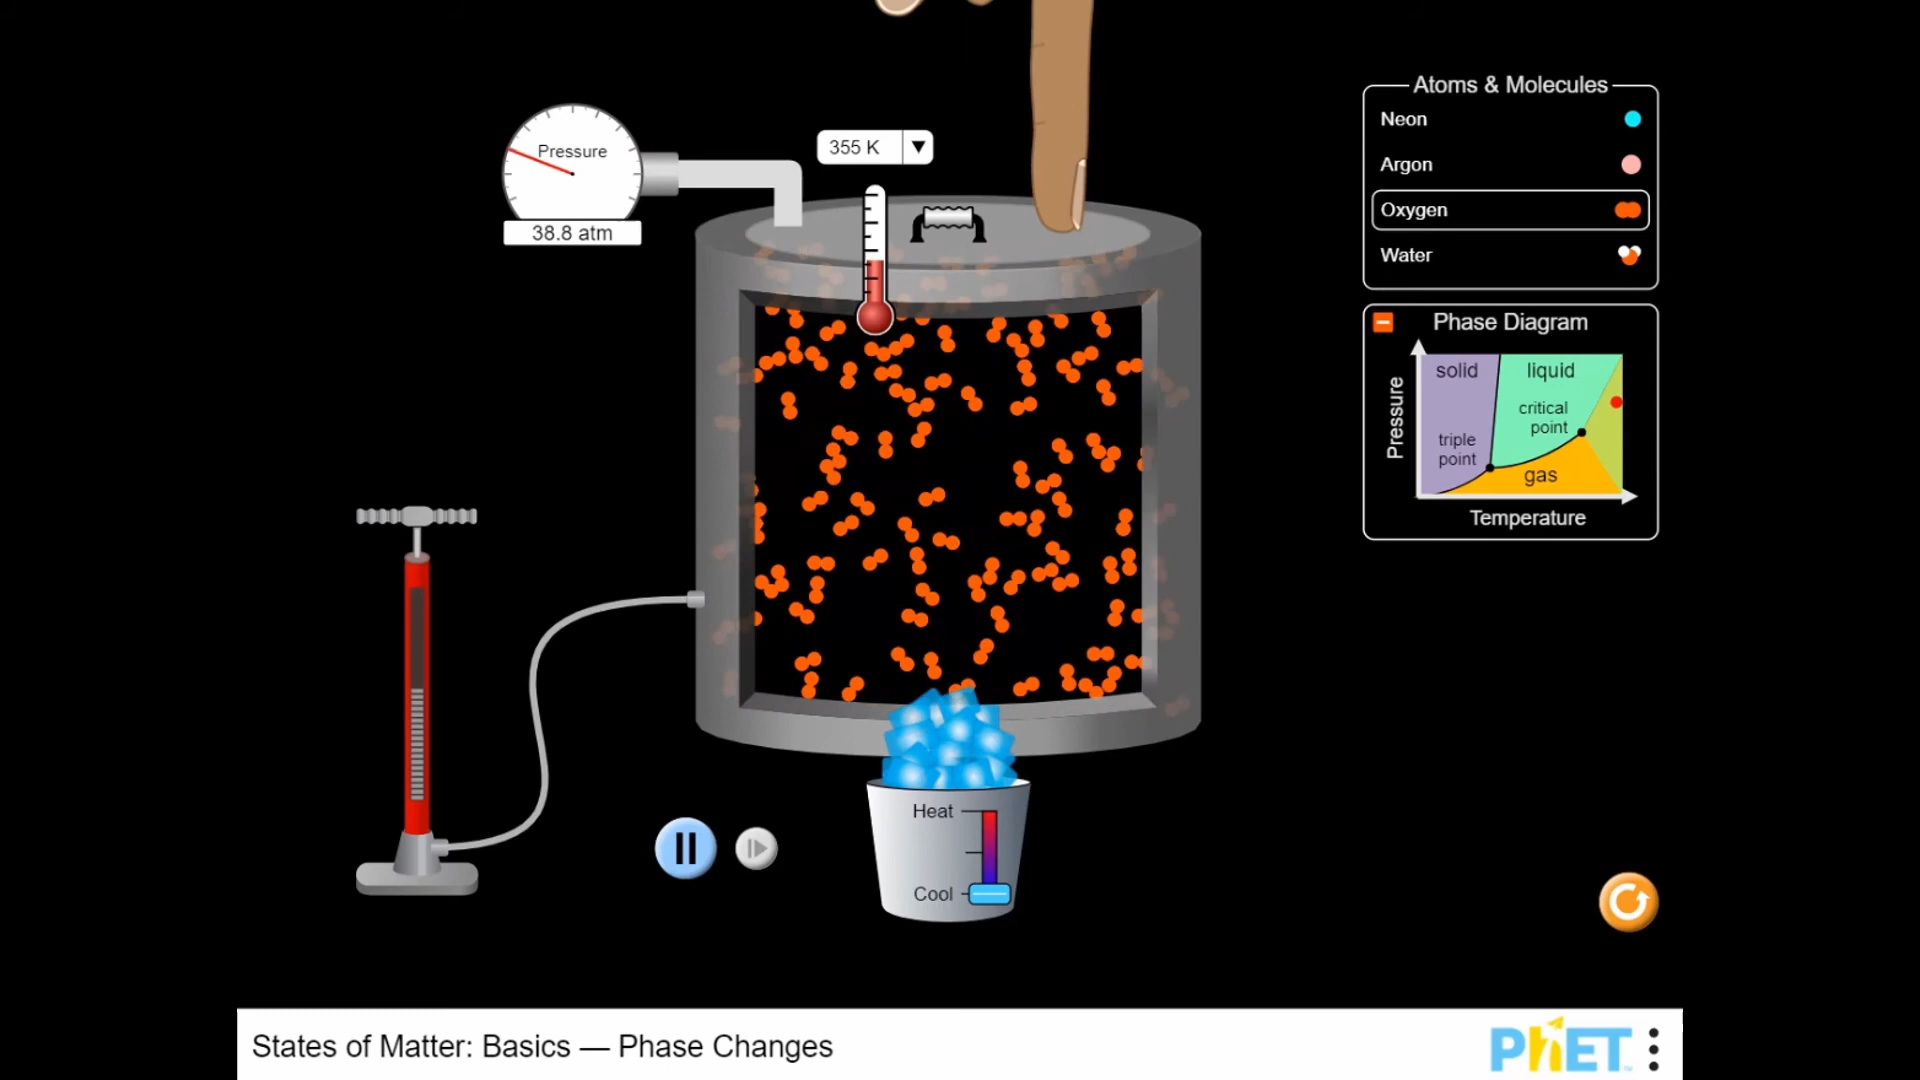 Pressure
38.8 atm
355 K
Atoms & Molecules
Neon
Argon
Oxygen
Water
Phase Diagram
solid
liquid
critical
point
triple
point
gas
Pressure
Temperature
Heat
Cool
States of Matter: Basics — Phase Changes
PhET